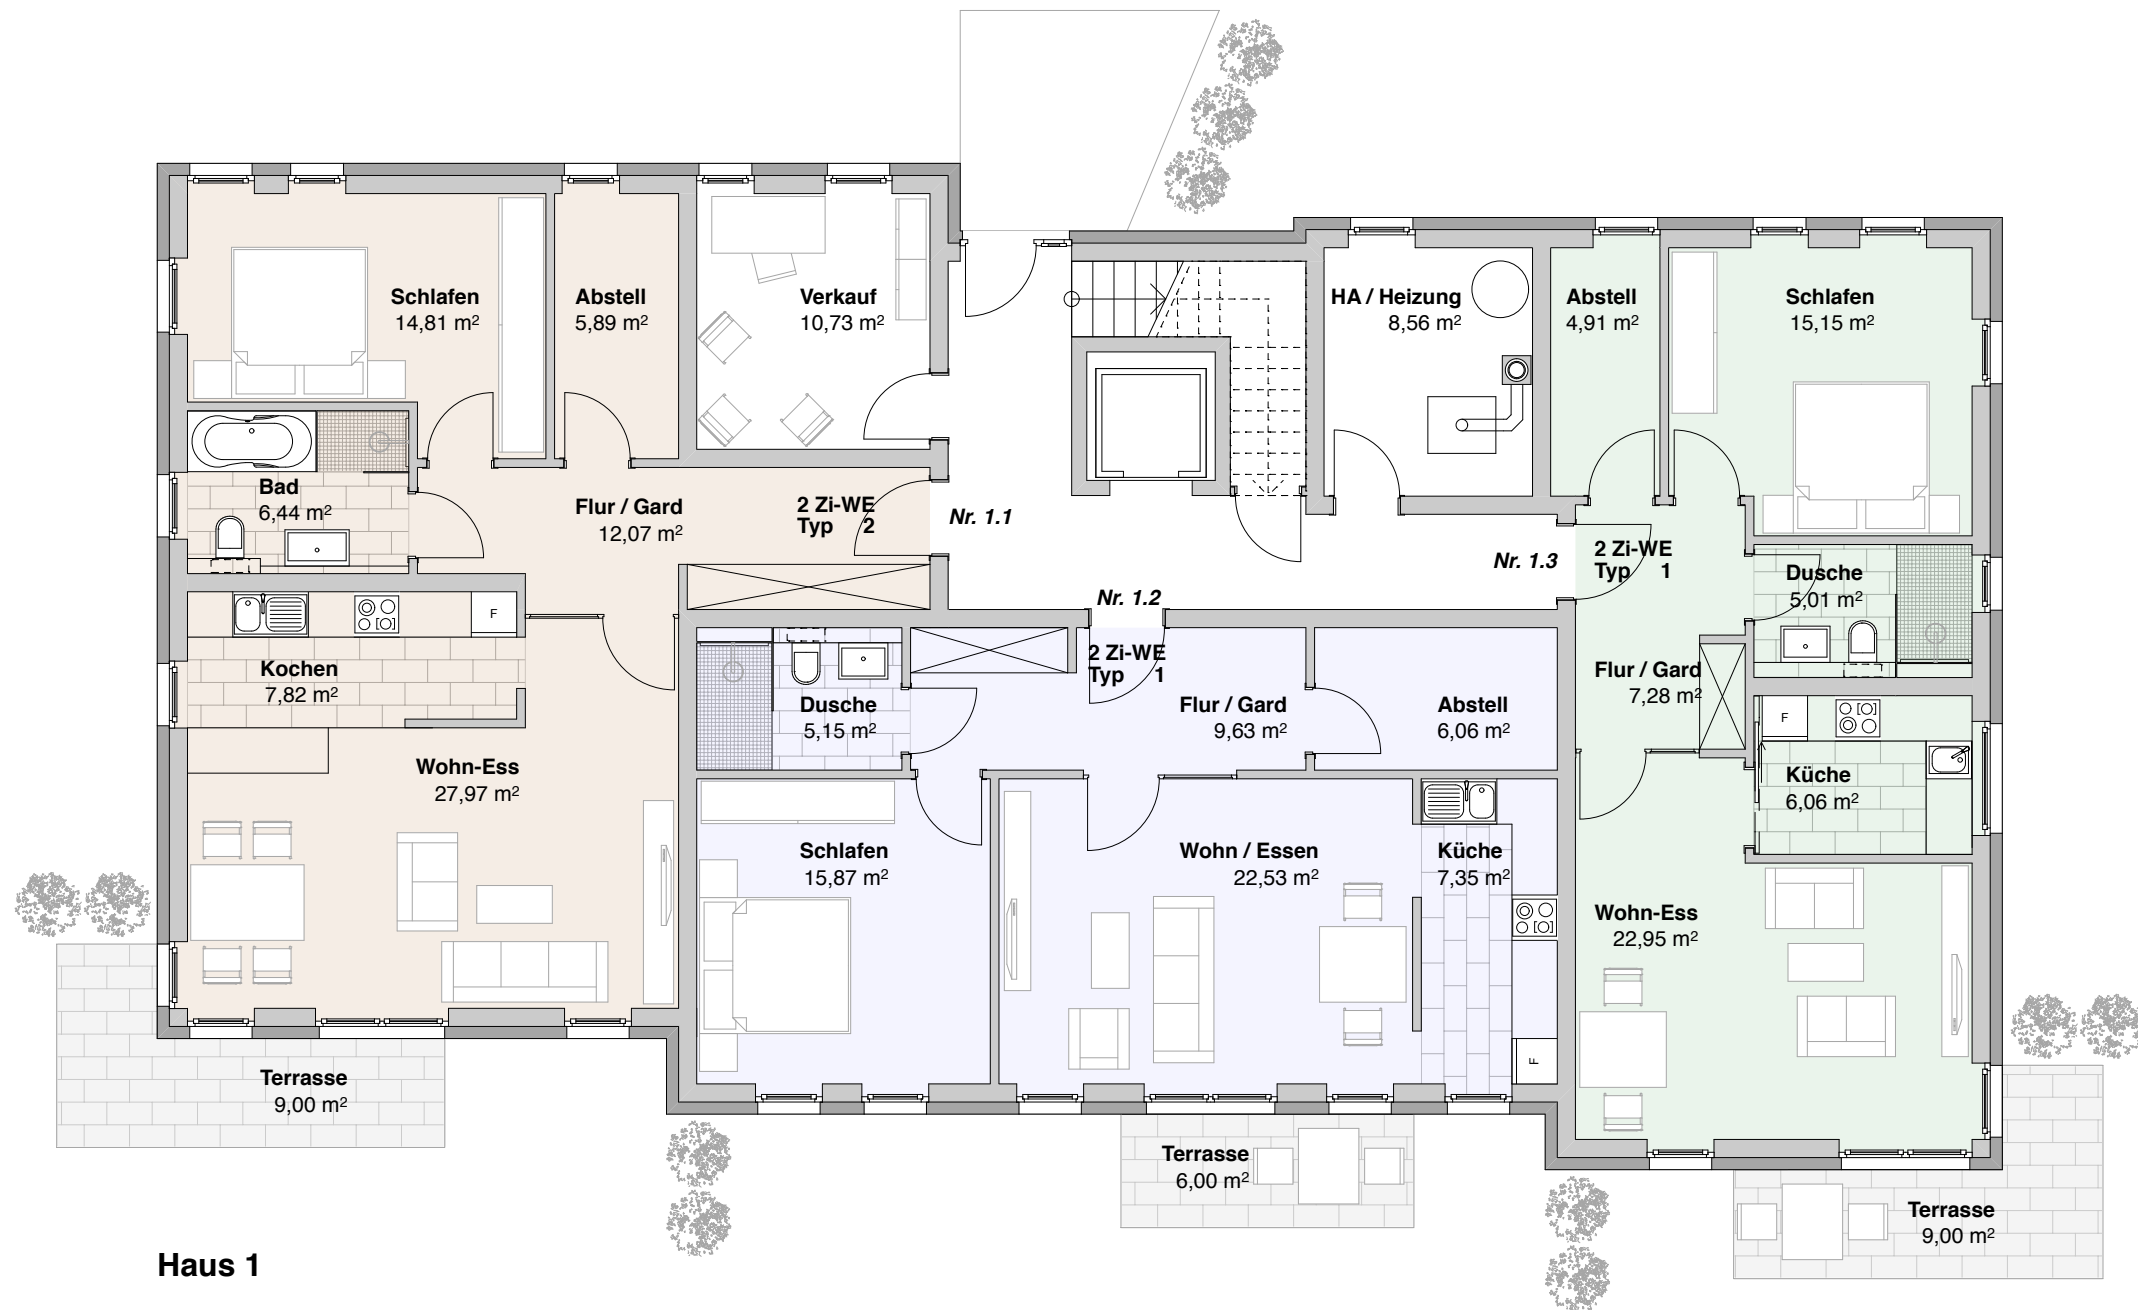 Schlafen
14,81 m²
Abstell
5,89 m²
Verkauf
10,73 m²
HA / Heizung
8,56 m²
Abstell
4,91 m²
Schlafen
15,15 m²
Bad
6,44 m²
Flur / Gard
12,07 m²
2 Zi-WE
Typ 2
Nr. 1.1
Nr. 1.2
Nr. 1.3
2 Zi-WE
Typ 1
Dusche
5,01 m²
F
Kochen
7,82 m²
Dusche
5,15 m²
2 Zi-WE
Typ 1
Flur / Gard
9,63 m²
Abstell
6,06 m²
Flur / Gard
7,28 m²
F
Küche
6,06 m²
Wohn-Ess
27,97 m²
Schlafen
15,87 m²
Wohn / Essen
22,53 m²
Küche
7,35 m²
F
Wohn-Ess
22,95 m²
Terrasse
9,00 m²
Terrasse
6,00 m²
Terrasse
9,00 m²
Haus 1